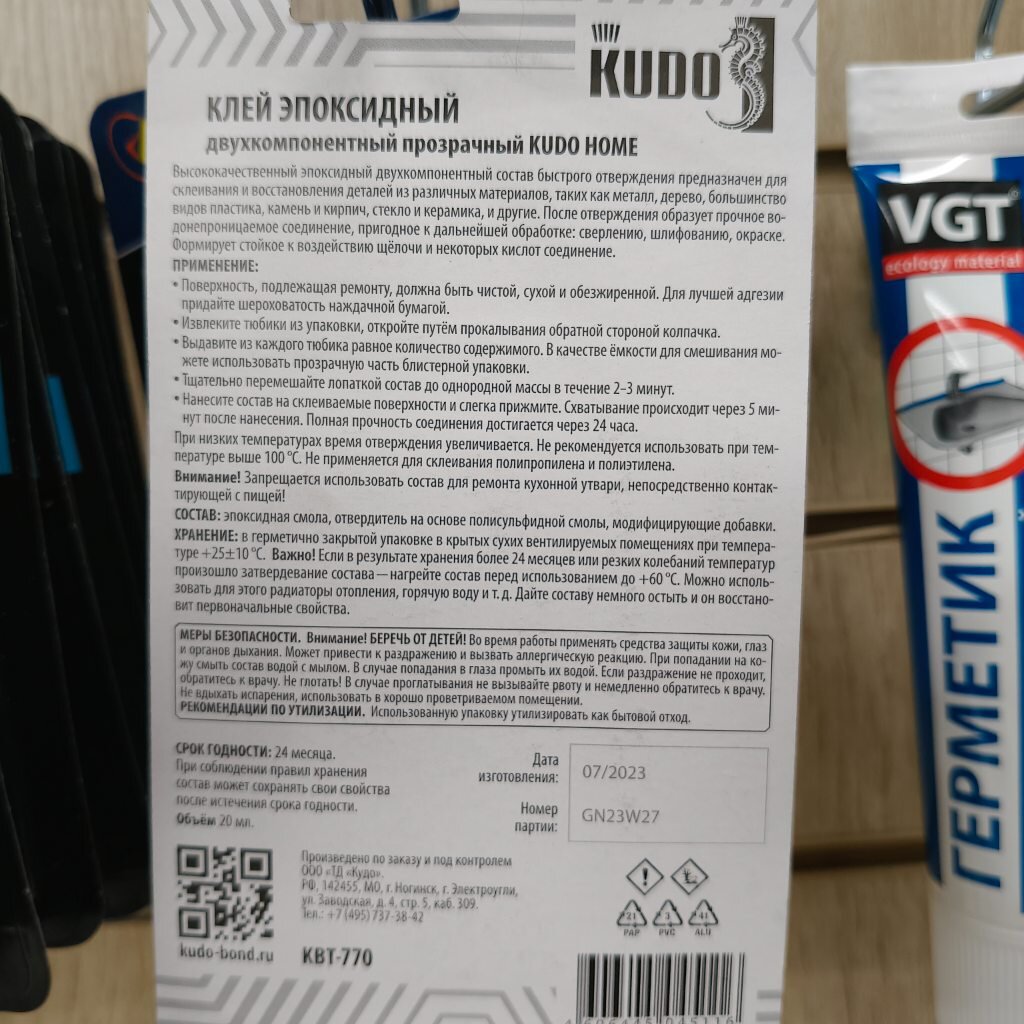 KUDO
КЛЕЙ ЭПОКСИДНЫЙ
двухкомпонентный прозрачный KUDO HOME
Высококачественный эпоксидный двухкомпонентный состав быстрого отверждения предназначен для
склеивания и восстановления деталей из различных материалов, таких как металл, дерево, большинство
видов пластика, камень и кирпич, стекло и керамика, и другие. После отверждения образует прочное во-
донепроницаемое соединение, пригодное к дальнейшей обработке: сверлению, шлифованию, окраске.
Формирует стойкое к воздействию щёлочи и некоторых кислот соединение.
ПРИМЕНЕНИЕ:
• Поверхность, подлежащая ремонту, должна быть чистой, сухой и обезжиренной. Для лучшей адгезии
придайте шероховатость наждачной бумагой.
• Извлеките тюбики из упаковки, откройте путём прокалывания обратной стороной колпачка.
• Выдавите из каждого тюбика равное количество содержимого. В качестве ёмкости для смешивания мо-
жете использовать прозрачную часть блистерной упаковки.
• Тщательно перемешайте лопаткой состав до однородной массы в течение 2–3 минут.
• Нанесите состав на склеиваемые поверхности и слегка прижмите. Схватывание происходит через 5 ми-
нут после нанесения. Полная прочность соединения достигается через 24 часа.
При низких температурах время отверждения увеличивается. Не рекомендуется использовать при тем-
пературе выше 100 °С. Не применяется для склеивания полипропилена и полиэтилена.
Внимание! Запрещается использовать состав для ремонта кухонной утвари, непосредственно контак-
тирующей с пищей!
СОСТАВ: эпоксидная смола, отвердитель на основе полисульфидной смолы, модифицирующие добавки.
ХРАНЕНИЕ: в герметично закрытой упаковке в крытых сухих вентилируемых помещениях при темпера-
туре +25±10 °С. Важно! Если в результате хранения более 24 месяцев или резких колебаний температур
произошло затвердевание состава — нагрейте состав перед использованием до +60 °С. Можно исполь-
зовать для этого радиаторы отопления, горячую воду и т. д. Дайте составу немного остыть и он восстано-
вит первоначальные свойства.
МЕРЫ БЕЗОПАСНОСТИ. Внимание! БЕРЕЧЬ ОТ ДЕТЕЙ! Во время работы применять средства защиты кожи, глаз
и органов дыхания. Может привести к раздражению и вызвать аллергическую реакцию. При попадании на ко-
жу смыть состав водой с мылом. В случае попадания в глаза промыть их водой. Если раздражение не проходит,
обратитесь к врачу. Не глотать! В случае проглатывания не вызывайте рвоту и немедленно обратитесь к врачу.
Не вдыхать испарения, использовать в хорошо проветриваемом помещении.
РЕКОМЕНДАЦИИ ПО УТИЛИЗАЦИИ. Использованную упаковку утилизировать как бытовой отход.
СРОК ГОДНОСТИ: 24 месяца.
При соблюдении правил хранения
состав может сохранять свои свойства
после истечения срока годности.
Объём 20 мл.
Дата
изготовления:
07/2023
Номер
партии:
GN23W27
Произведено по заказу и под контролем
ООО «ТД «Кудо».
РФ, 142455, МО, г. Ногинск, г. Электроугли,
ул. Заводская, д. 4, стр. 5, каб. 309.
Тел.: +7 (495) 737-38-42
kudo-bond.ru
KBT-770
21
PAP
3
PVC
41
ALU
VGT
ecology material
ГЕРМЕТИК